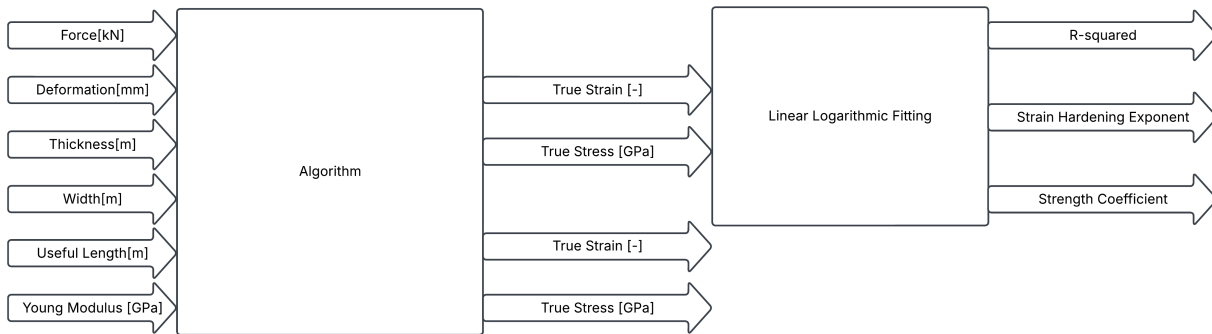 Force[kN]
Deformation[mm]
Thickness[m]
Width[m]
Useful Length[m]
Young Modulus [GPa]
Algorithm
True Strain [-]
True Stress [GPa]
True Strain [-]
True Stress [GPa]
Linear Logarithmic Fitting
R-squared
Strain Hardening Exponent
Strength Coefficient